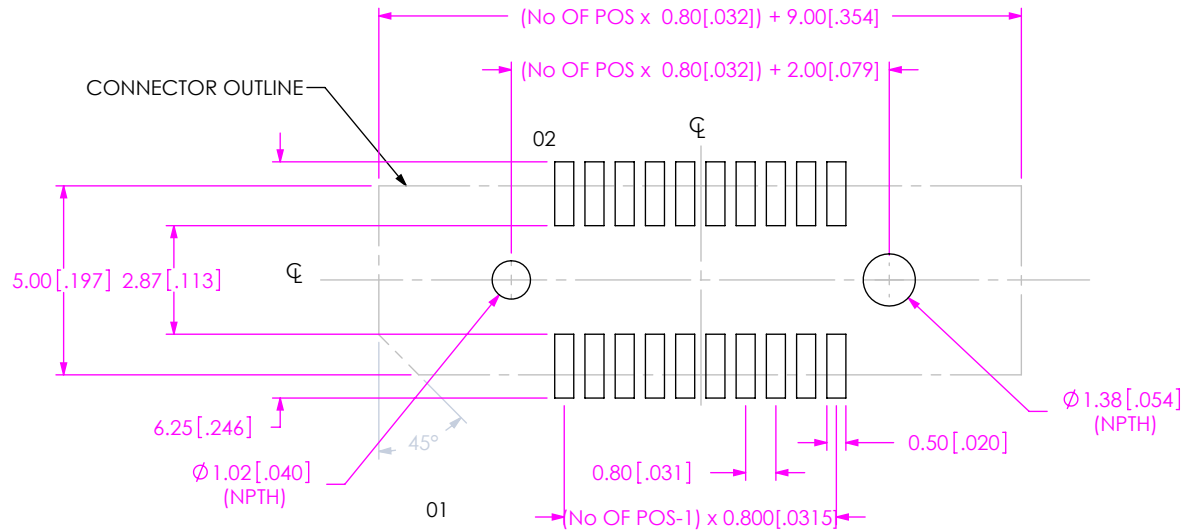 (No OF POS x 0.80[.032]) + 9.00[.354]
(No OF POS x 0.80[.032]) + 2.00[.079]
CONNECTOR OUTLINE
02
℄
5.00[.197] 2.87[.113]
℄
6.25[.246]
45°
Ø1.02[.040]
(NPTH)
01
0.80[.031]
0.50[.020]
Ø1.38[.054]
(NPTH)
(No OF POS-1) x 0.800[.0315]